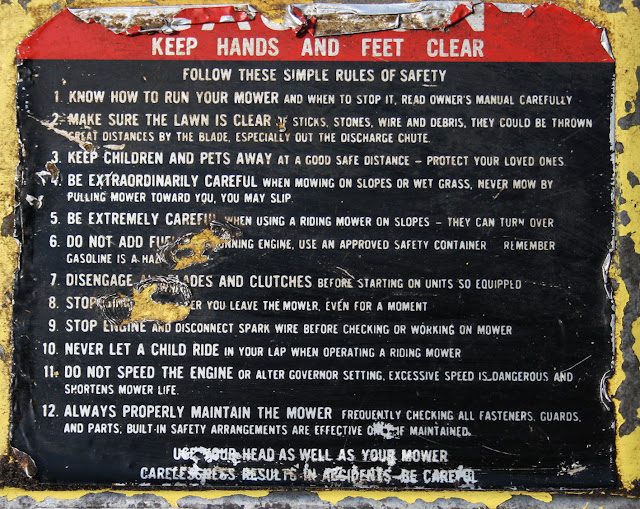 KEEP HANDS AND FEET CLEAR
FOLLOW THESE SIMPLE RULES OF SAFETY
1. KNOW HOW TO RUN YOUR MOWER AND WHEN TO STOP IT, READ OWNER'S MANUAL CAREFULLY
2. MAKE SURE THE LAWN IS CLEAR OF STICKS, STONES, WIRE AND DEBRIS, THEY COULD BE THROWN
GREAT DISTANCES BY THE BLADE, ESPECIALLY OUT THE DISCHARGE CHUTE.
3. KEEP CHILDREN AND PETS AWAY AT A GOOD SAFE DISTANCE – PROTECT YOUR LOVED ONES
4. BE EXTRAORDINARILY CAREFUL WHEN MOWING ON SLOPES OR WET GRASS, NEVER MOW BY
PULLING MOWER TOWARD YOU, YOU MAY SLIP.
5. BE EXTREMELY CAREFUL WHEN USING A RIDING MOWER ON SLOPES – THEY CAN TURN OVER
6. DO NOT ADD ENGINE, USE AN APPROVED SAFETY CONTAINER REMEMBER
GASOLINE IS A
7. DISENGAGE AND CLUTCHES BEFORE STARTING ON UNITS SO EQUIPPED
8. STOP YOU LEAVE THE MOWER, EVEN FOR A MOMENT
9. STOP ENGINE AND DISCONNECT SPARK WIRE BEFORE CHECKING OR WORKING ON MOWER
10. NEVER LET A CHILD RIDE IN YOUR LAP WHEN OPERATING A RIDING MOWER
11. DO NOT SPEED THE ENGINE OR ALTER GOVERNOR SETTING, EXCESSIVE SPEED IS DANGEROUS AND
SHORTENS MOWER LIFE.
12. ALWAYS PROPERLY MAINTAIN THE MOWER FREQUENTLY CHECKING ALL FASTENERS, GUARDS,
AND PARTS, BUILT-IN SAFETY ARRANGEMENTS ARE EFFECTIVE ONLY IF MAINTAINED.
USE YOUR HEAD AS WELL AS YOUR MOWER
CARELESSNESS RESULTS IN ACCIDENTS–BE CAREFUL